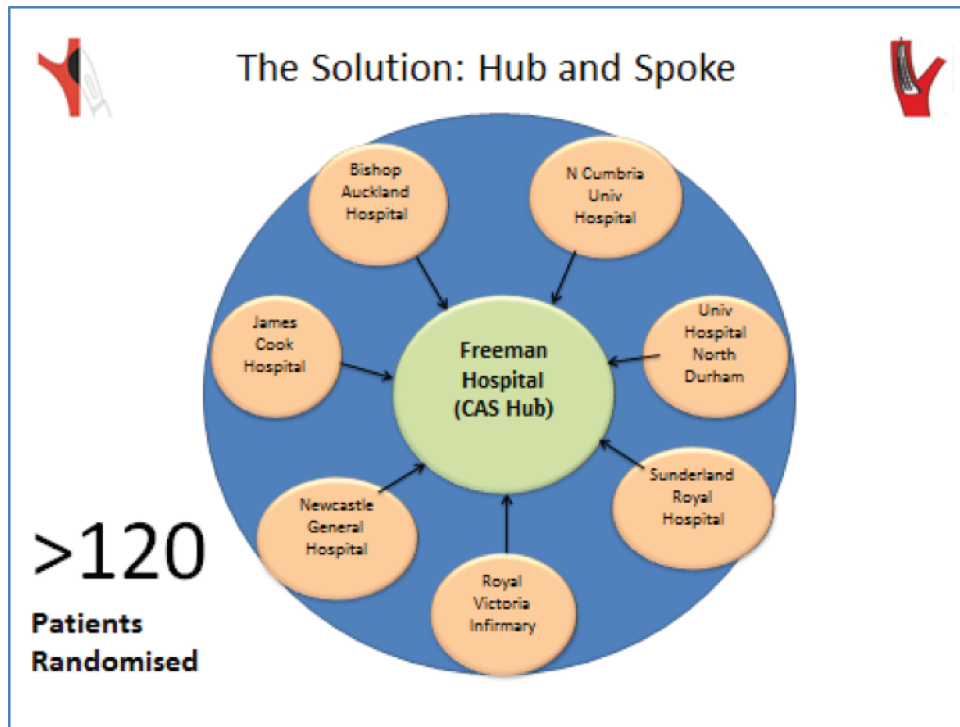 The Solution: Hub and Spoke
Bishop
Auckland
Hospital
N Cumbria
Univ
Hospital
James
Cook
Hospital
Freeman
Hospital
(CAS Hub)
Univ
Hospital
North
Durham
Newcastle
General
Hospital
Sunderland
Royal
Hospital
Royal
Victoria
Infirmary
>120
Patients
Randomised